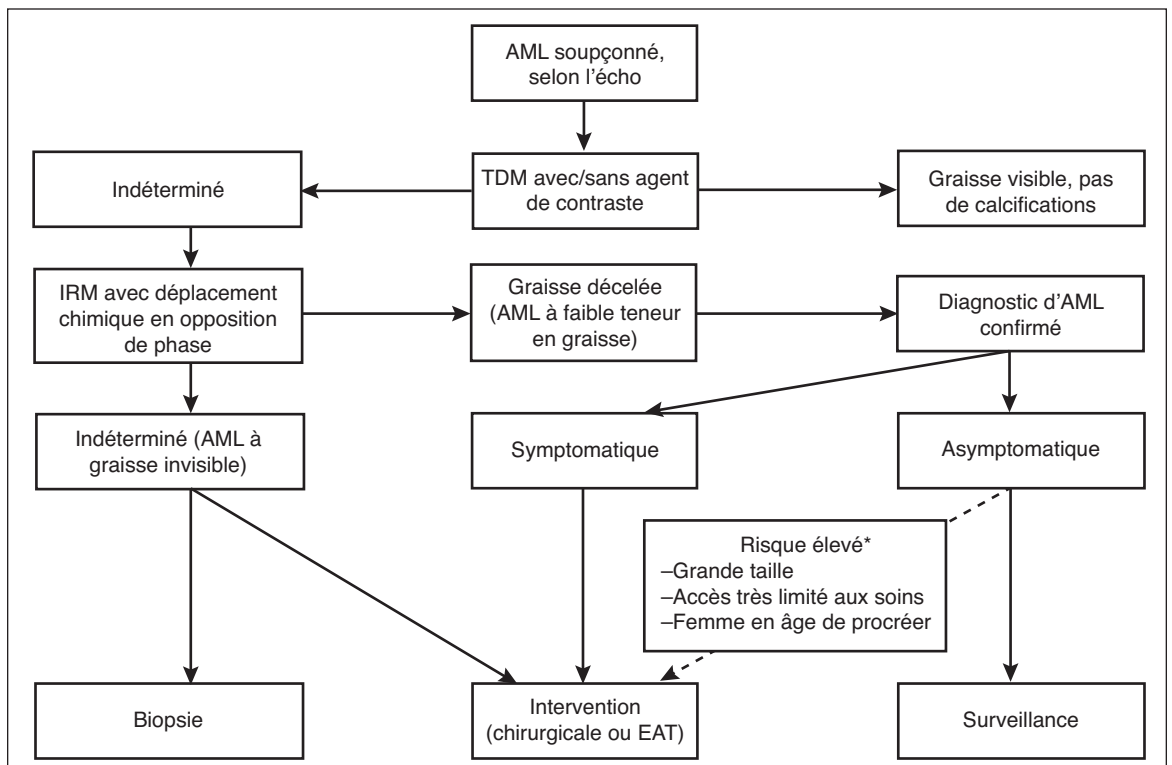 AML soupçonné,
selon l'écho
Indéterminé
TDM avec/sans agent
de contraste
Graisse visible, pas
de calcifications
IRM avec déplacement
chimique en opposition
de phase
Graisse décelée
(AML à faible teneur
en graisse)
Diagnostic d'AML
confirmé
Indéterminé (AML à
graisse invisible)
Symptomatique
Asymptomatique
Risque élevé*
–Grande taille
–Accès très limité aux soins
–Femme en âge de procréer
Biopsie
Intervention
(chirurgicale ou EAT)
Surveillance